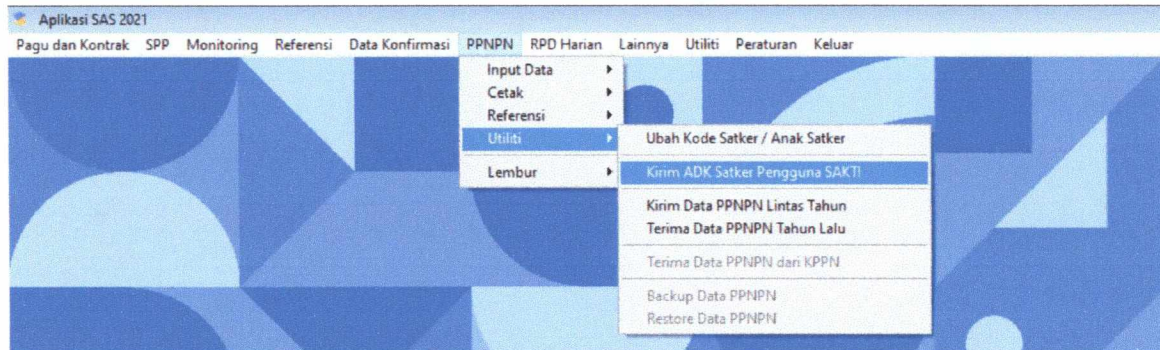 Aplikasi SAS 2021
Pagu dan Kontrak SPP Monitoring Referensi Data Konfirmasi PPNPN RPD Harian Lainnya Utiliti Peraturan Keluar
Input Data
Cetak
Referensi
Utiliti
Lembur
Ubah Kode Satker / Anak Satker
Kirim ADK Satker Pengguna SAKTI
Kirim Data PPNPN Lintas Tahun
Terima Data PPNPN Tahun Lalu
Terima Data PPNPN dari KPPN
Backup Data PPNPN
Restore Data PPNPN